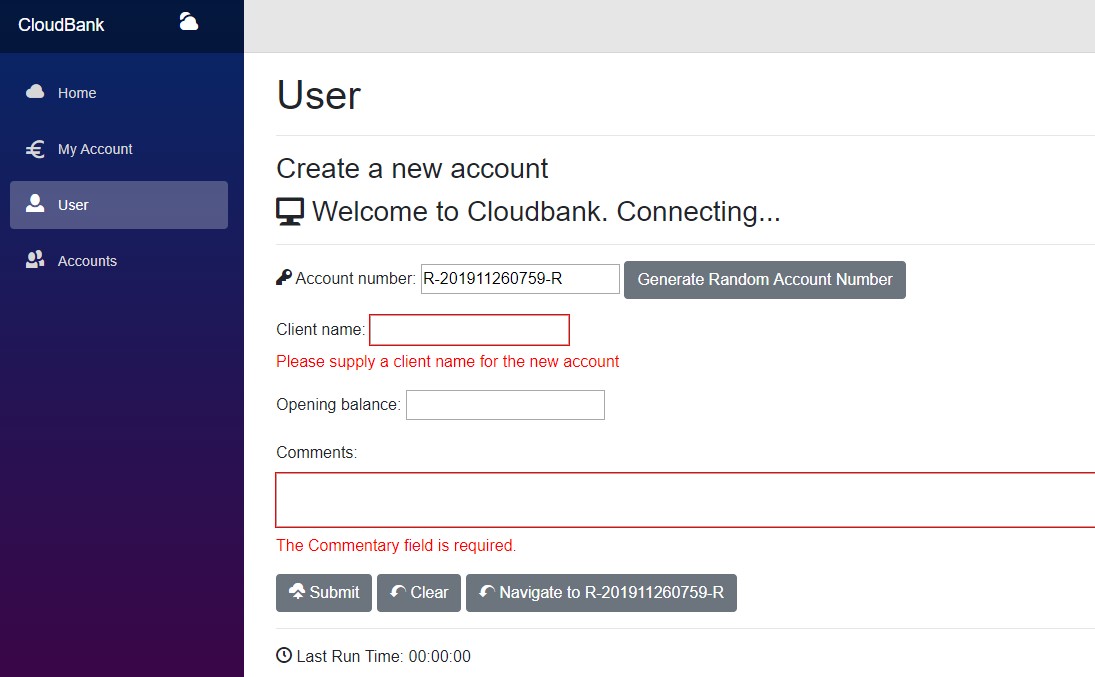 CloudBank
Home
My Account
User
Accounts
User
Create a new account
Welcome to Cloudbank. Connecting...
Account number: R-201911260759-R Generate Random Account Number
Client name:
Please supply a client name for the new account
Opening balance:
Comments:
The Commentary field is required.
Submit Clear Navigate to R-201911260759-R
Last Run Time: 00:00:00